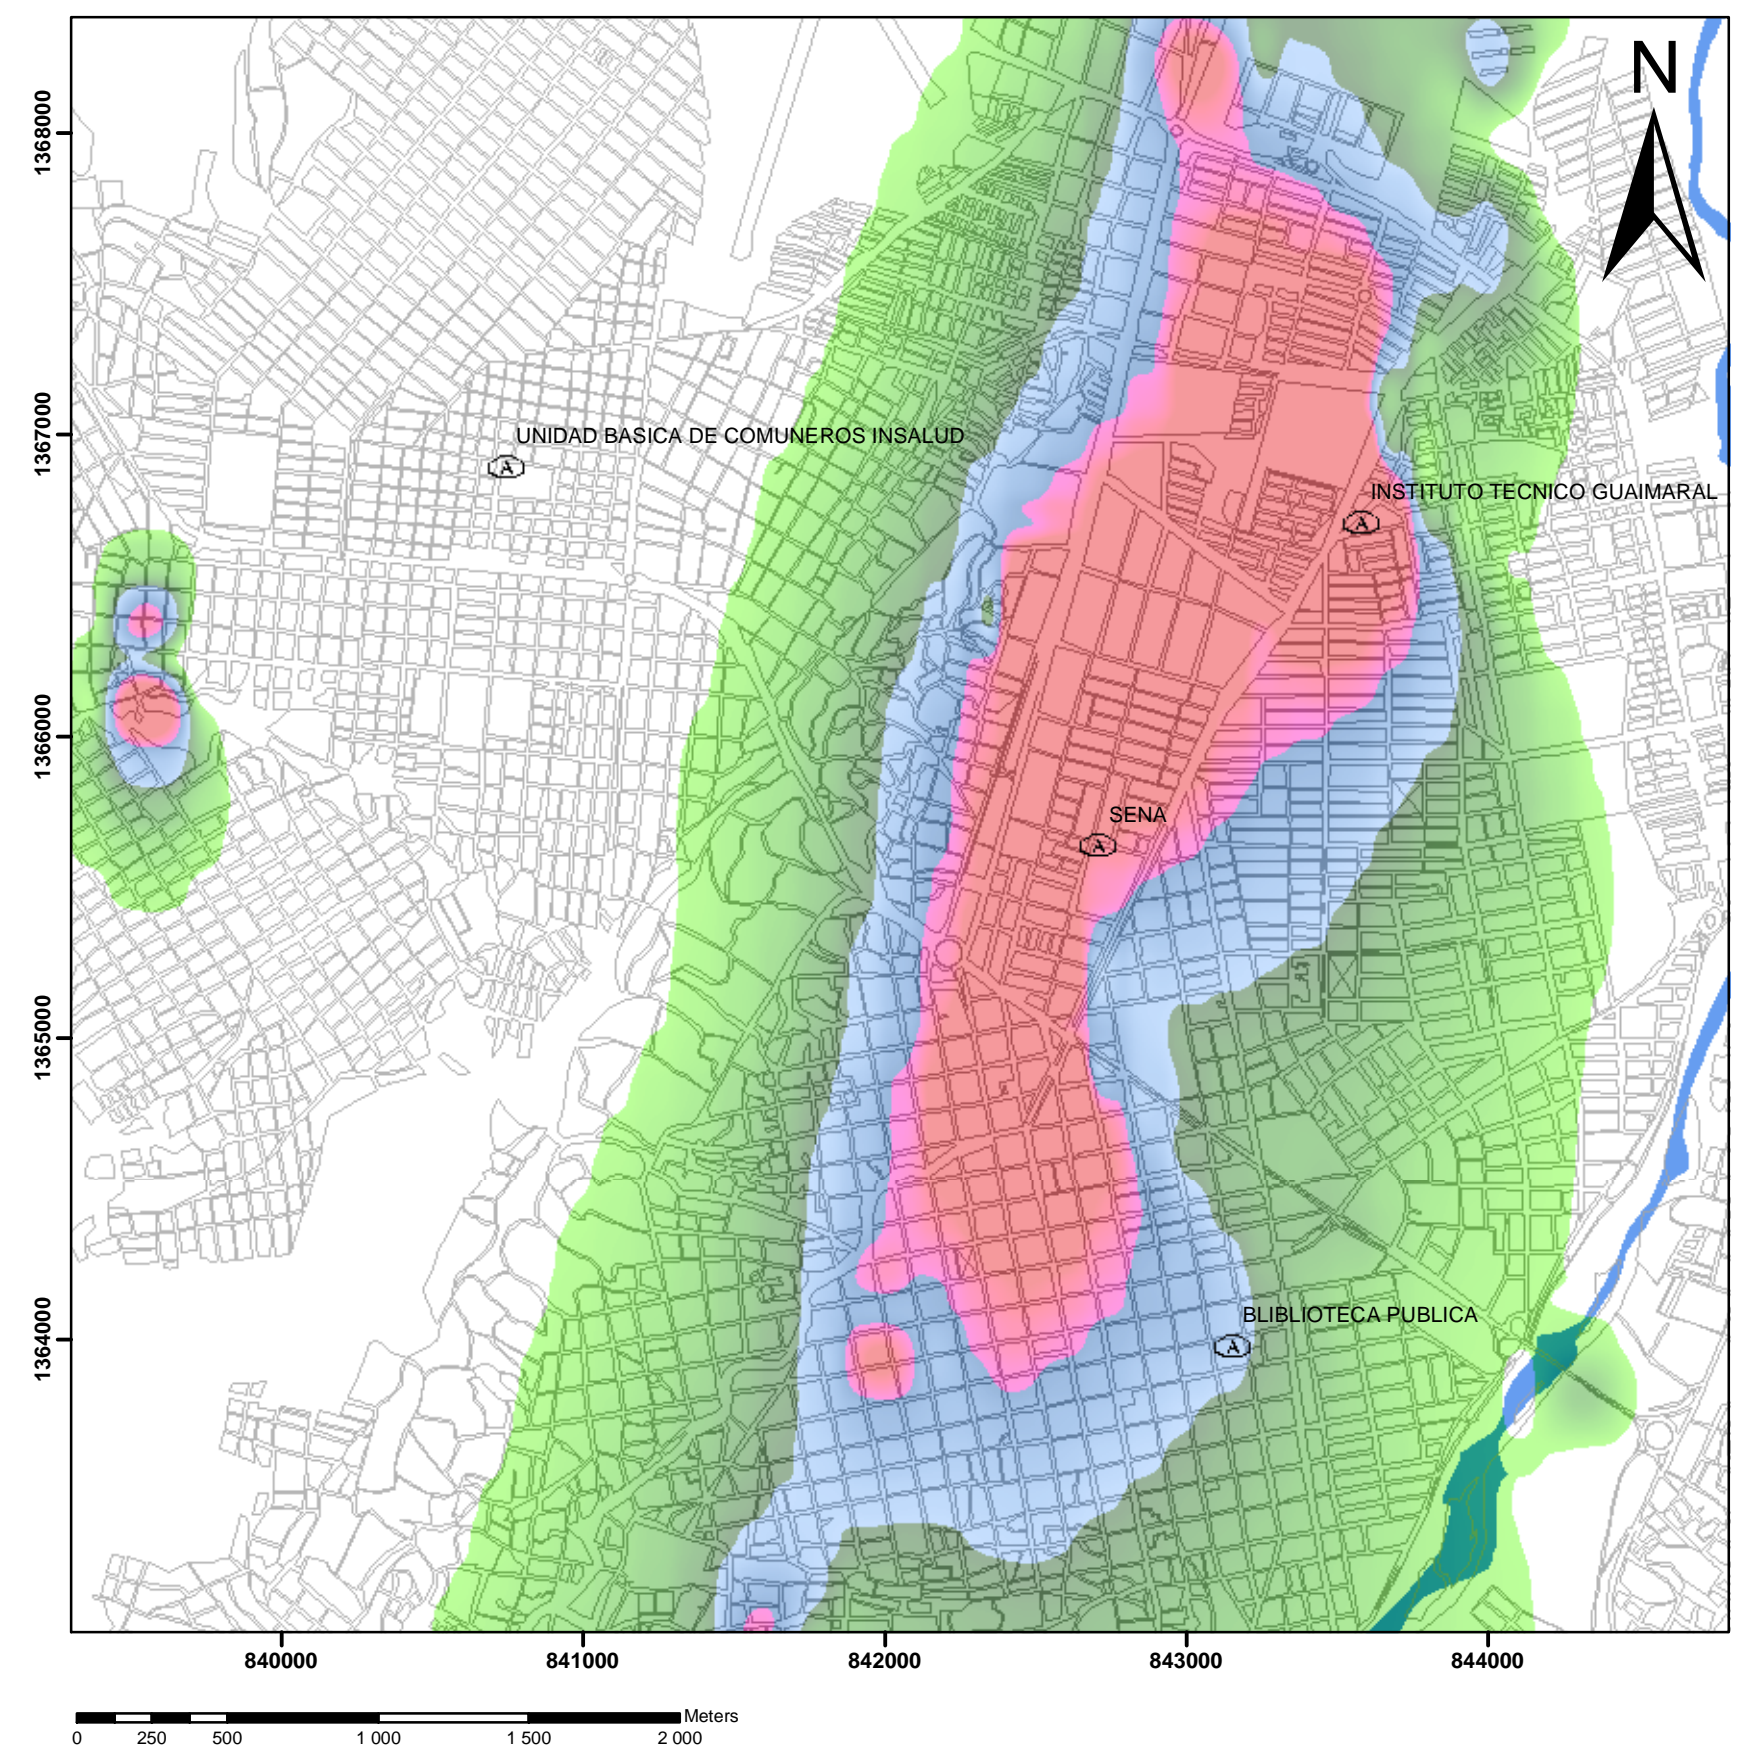 N
1368000
1367000
UNIDAD BASICA DE COMUNEROS INSALUD
A
INSTITUTO TECNICO GUAIMARAL
A
1366000
SENA
A
1365000
1364000
BLIBLIOTECA PUBLICA
A
840000 841000 842000 843000 844000
Meters
0 250 500 1 000 1 500 2 000